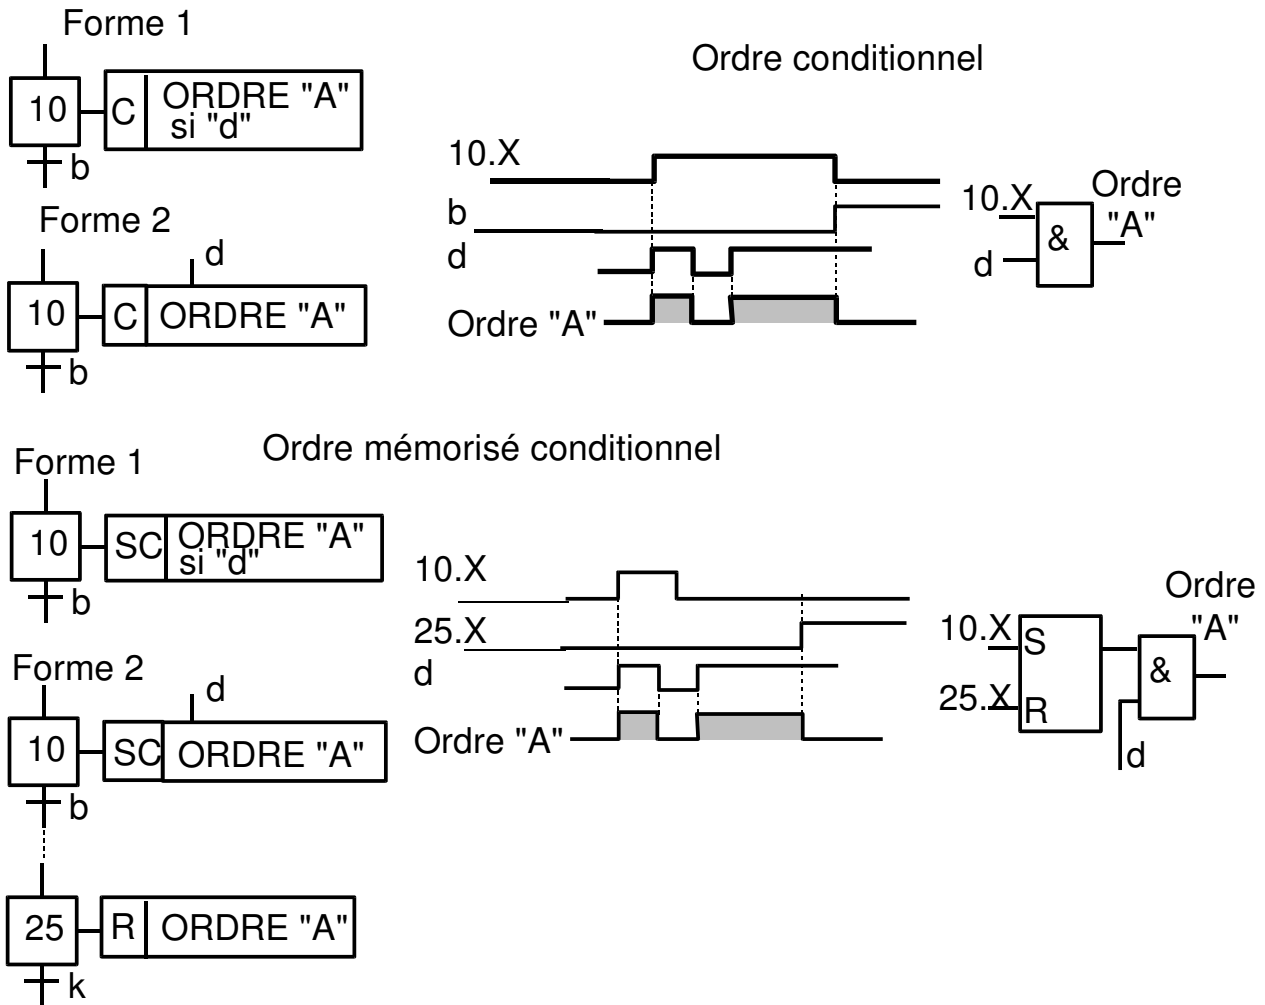 Forme 1
Ordre conditionnel
10 C ORDRE "A"
si "d"
b
Forme 2
d
10 C ORDRE "A"
b
10.X
b
d
Ordre "A"
10.X
d
&
Ordre
"A"
Ordre mémorisé conditionnel
Forme 1
10 SC ORDRE "A"
si "d"
b
Forme 2
d
10 SC ORDRE "A"
b
25 R ORDRE "A"
k
10.X
25.X
d
Ordre "A"
10.X S
25.X R
&
d
Ordre
"A"